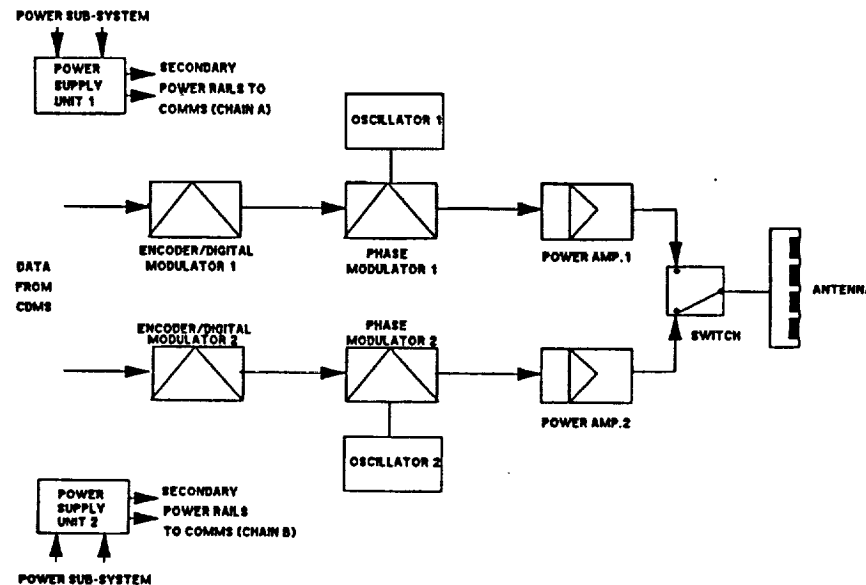 POWER SUB-SYSTEM
POWER
SUPPLY
UNIT 1
SECONDARY
POWER RAILS TO
COMMS (CHAIN A)
OSCILLATOR 1
ENCODER/DIGITAL
MODULATOR 1
PHASE
MODULATOR 1
POWER AMP.1
DATA
FROM
CDMS
ANTENNA
SWITCH
ENCODER/DIGITAL
MODULATOR 2
PHASE
MODULATOR 2
POWER AMP.2
OSCILLATOR 2
POWER
SUPPLY
UNIT 2
SECONDARY
POWER RAILS
TO COMMS (CHAIN B)
POWER SUB-SYSTEM